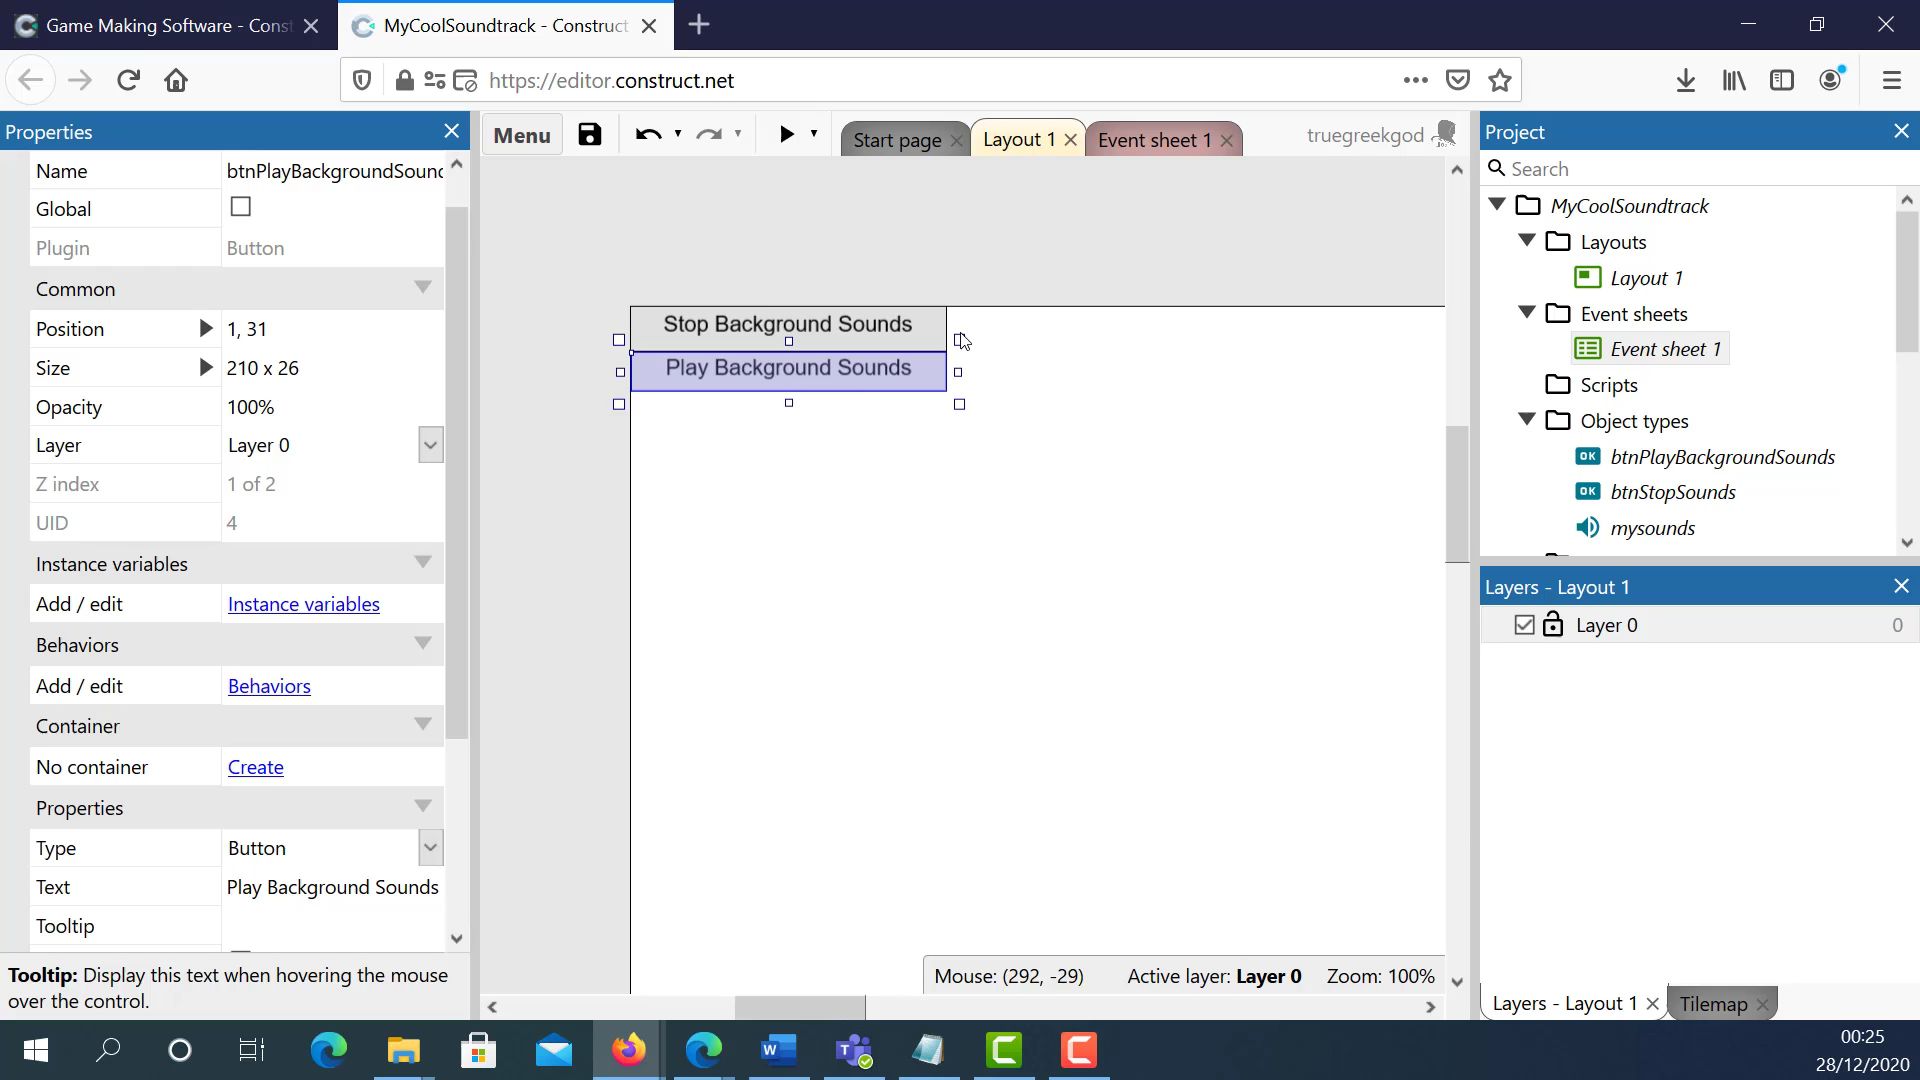 Game Making Software - Const
MyCoolSoundtrack - Construct
https://editor.construct.net
Properties
Menu
Start page
Layout 1
Event sheet 1
truegreekgod
Project
Name
btnPlayBackgroundSound
Global
Plugin
Button
Common
Position
1, 31
Size
210 x 26
Opacity
100%
Layer
Layer 0
Z index
1 of 2
UID
4
Instance variables
Add / edit
Instance variables
Behaviors
Add / edit
Behaviors
Container
No container
Create
Properties
Type
Button
Text
Play Background Sounds
Tooltip
Tooltip: Display this text when hovering the mouse
over the control.
Stop Background Sounds
Play Background Sounds
Mouse: (292, -29)
Active layer: Layer 0
Zoom: 100%
Search
MyCoolSoundtrack
Layouts
Layout 1
Event sheets
Event sheet 1
Scripts
Object types
OK
btnPlayBackgroundSounds
OK
btnStopSounds
mysounds
Layers - Layout 1
Layer 0
0
Layers - Layout 1
Tilemap
00:25
28/12/2020